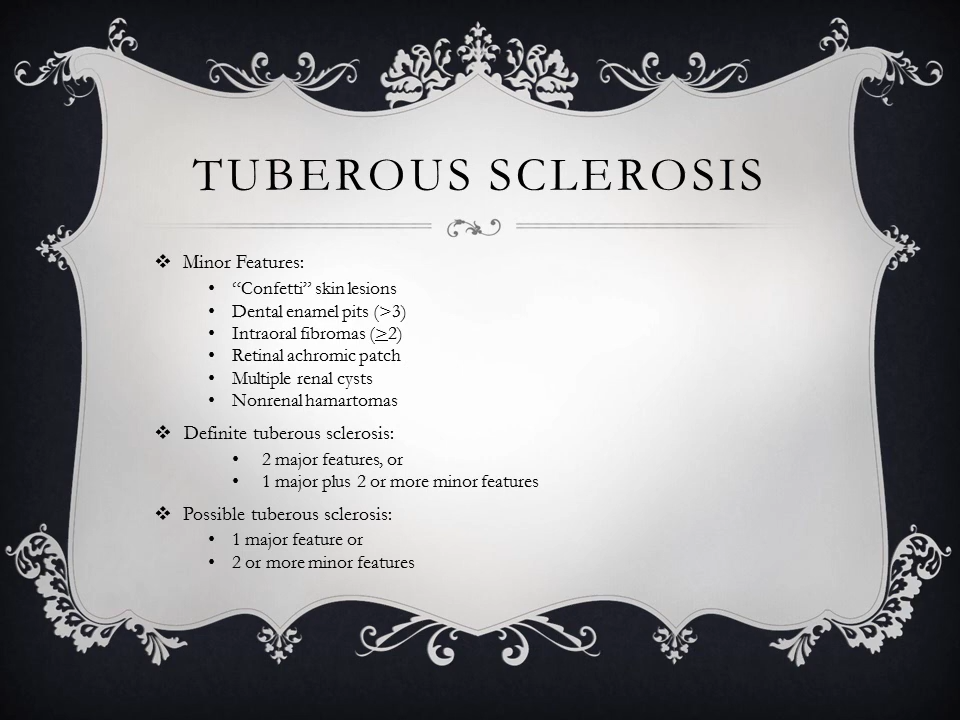 TUBEROUS SCLEROSIS
❖ Minor Features:
• “Confetti” skin lesions
• Dental enamel pits (>3)
• Intraoral fibromas (≥2)
• Retinal achromic patch
• Multiple renal cysts
• Nonrenal hamartomas
❖ Definite tuberous sclerosis:
• 2 major features, or
• 1 major plus 2 or more minor features
❖ Possible tuberous sclerosis:
• 1 major feature or
• 2 or more minor features